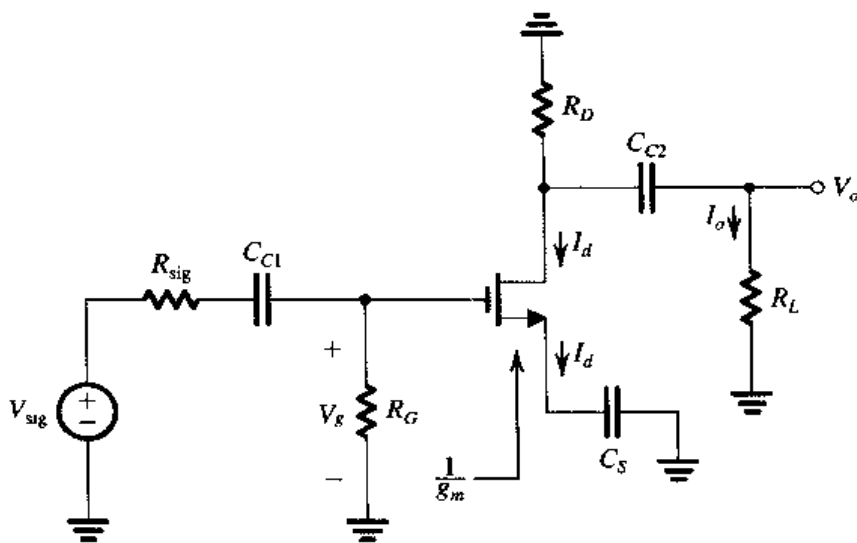 R_D
C_C2
V_o
I_o
I_d
R_sig
C_C1
R_L
+
I_d
V_sig
+
−
V_g
R_G
C_S
−
1/g_m